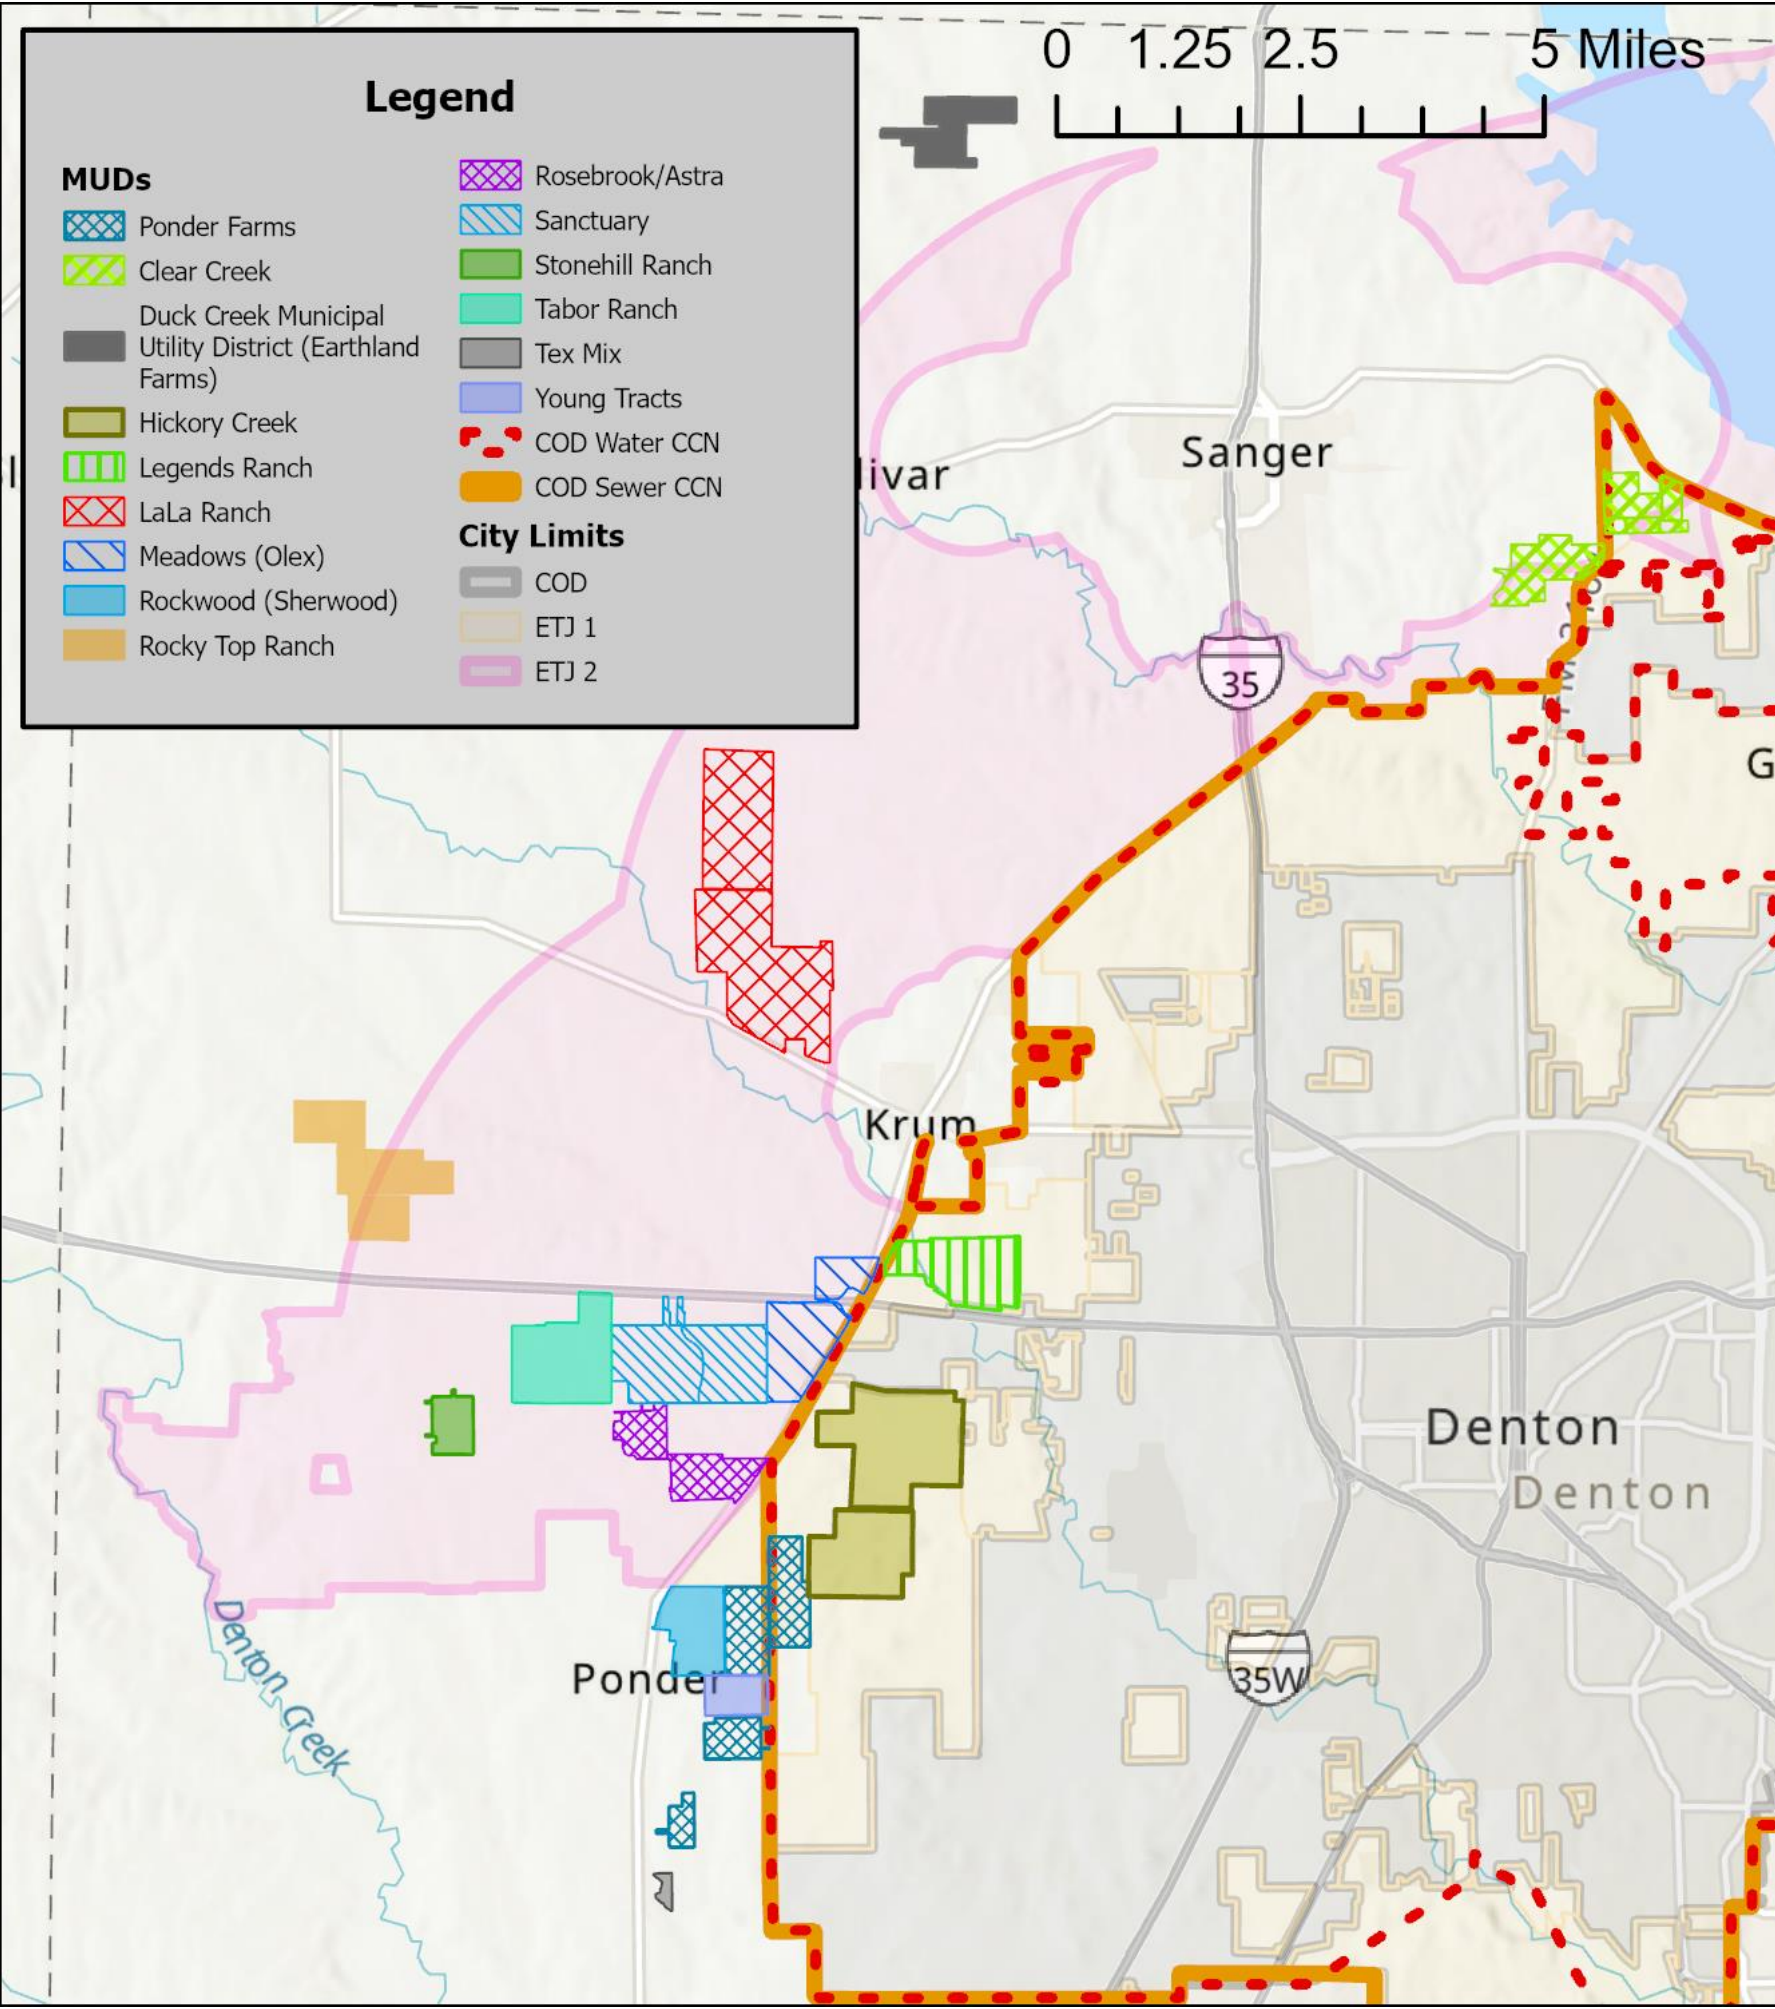 0 1.25 2.5 5 Miles
Legend
MUDs
Ponder Farms
Clear Creek
Duck Creek Municipal
Utility District (Earthland
Farms)
Hickory Creek
Legends Ranch
LaLa Ranch
Meadows (Olex)
Rockwood (Sherwood)
Rocky Top Ranch
Rosebrook/Astra
Sanctuary
Stonehill Ranch
Tabor Ranch
Tex Mix
Young Tracts
COD Water CCN
COD Sewer CCN
City Limits
COD
ETJ 1
ETJ 2
livar
Sanger
35
G
Krum
Denton
Denton
35W
Ponder
Denton Creek